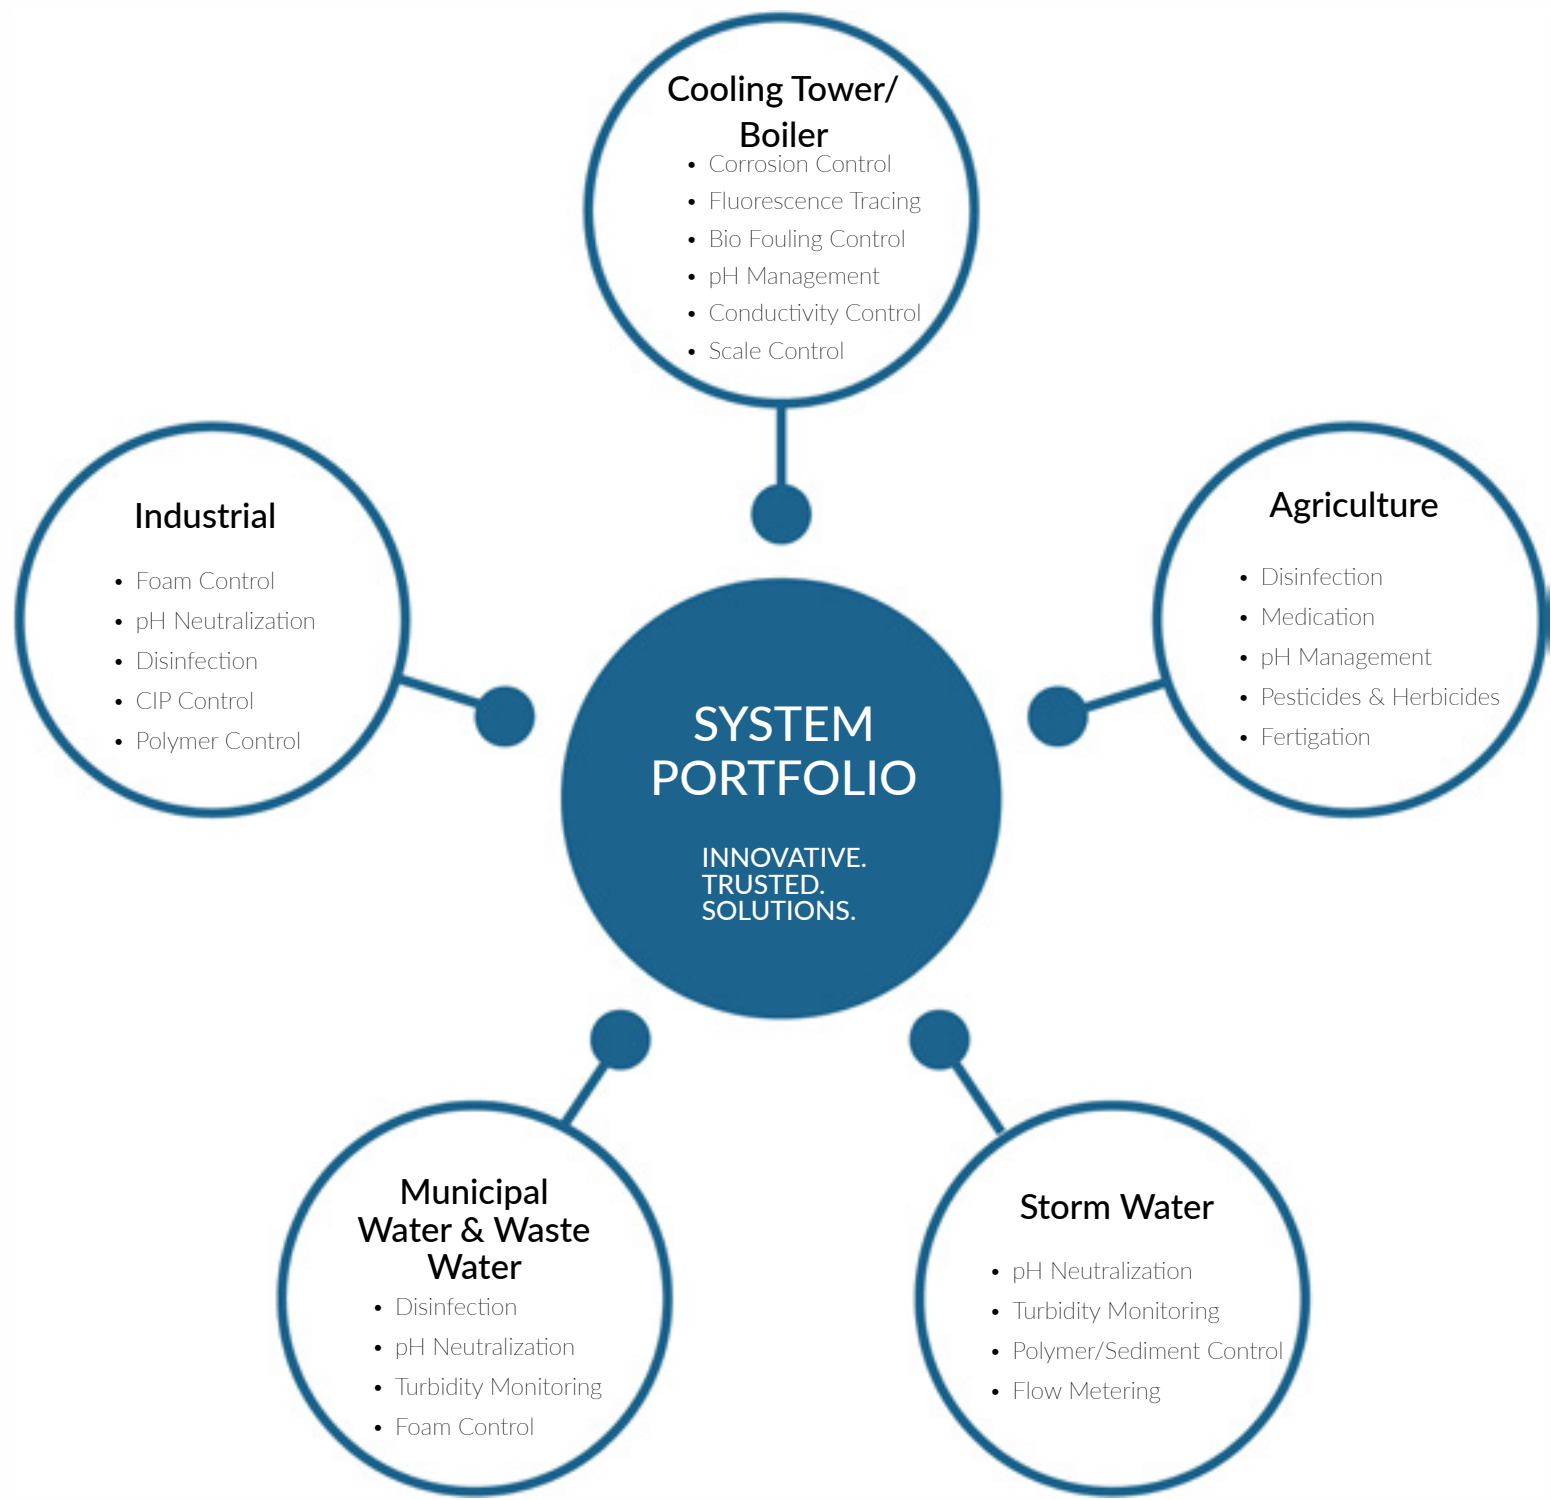 Cooling Tower/
Boiler
• Corrosion Control
• Fluorescence Tracing
• Bio Fouling Control
• pH Management
• Conductivity Control
• Scale Control
Industrial
• Foam Control
• pH Neutralization
• Disinfection
• CIP Control
• Polymer Control
Agriculture
• Disinfection
• Medication
• pH Management
• Pesticides & Herbicides
• Fertigation
SYSTEM
PORTFOLIO
INNOVATIVE.
TRUSTED.
SOLUTIONS.
Municipal
Water & Waste
Water
• Disinfection
• pH Neutralization
• Turbidity Monitoring
• Foam Control
Storm Water
• pH Neutralization
• Turbidity Monitoring
• Polymer/Sediment Control
• Flow Metering